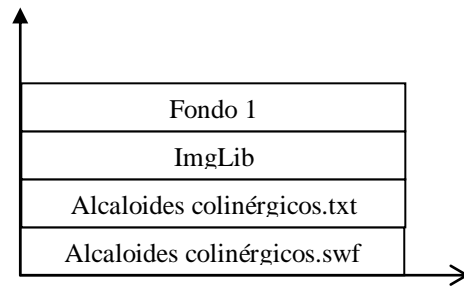 Fondo 1
ImgLib
Alcaloides colinérgicos.txt
Alcaloides colinérgicos.swf